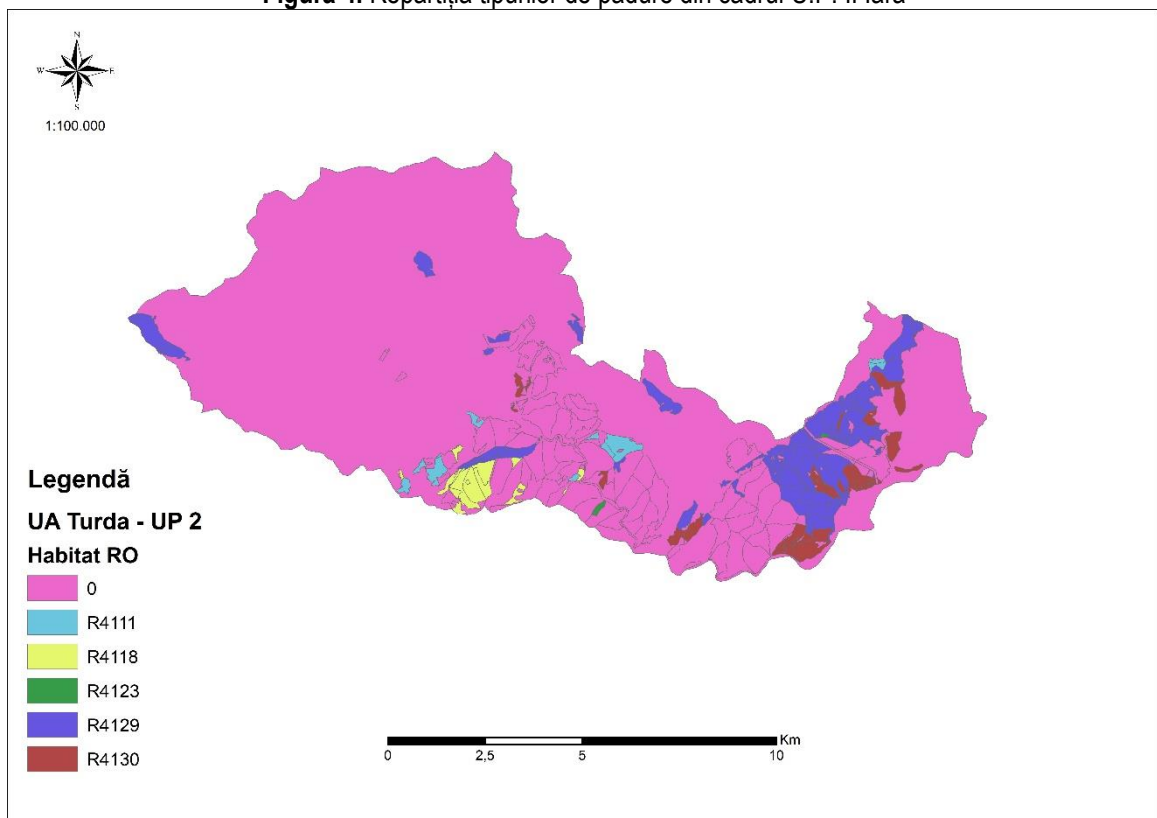 N
W E
S
1:100.000
Legendă
UA Turda - UP 2
Habitat RO
0
R4111
R4118
R4123
R4129
R4130
Km
0 2,5 5 10